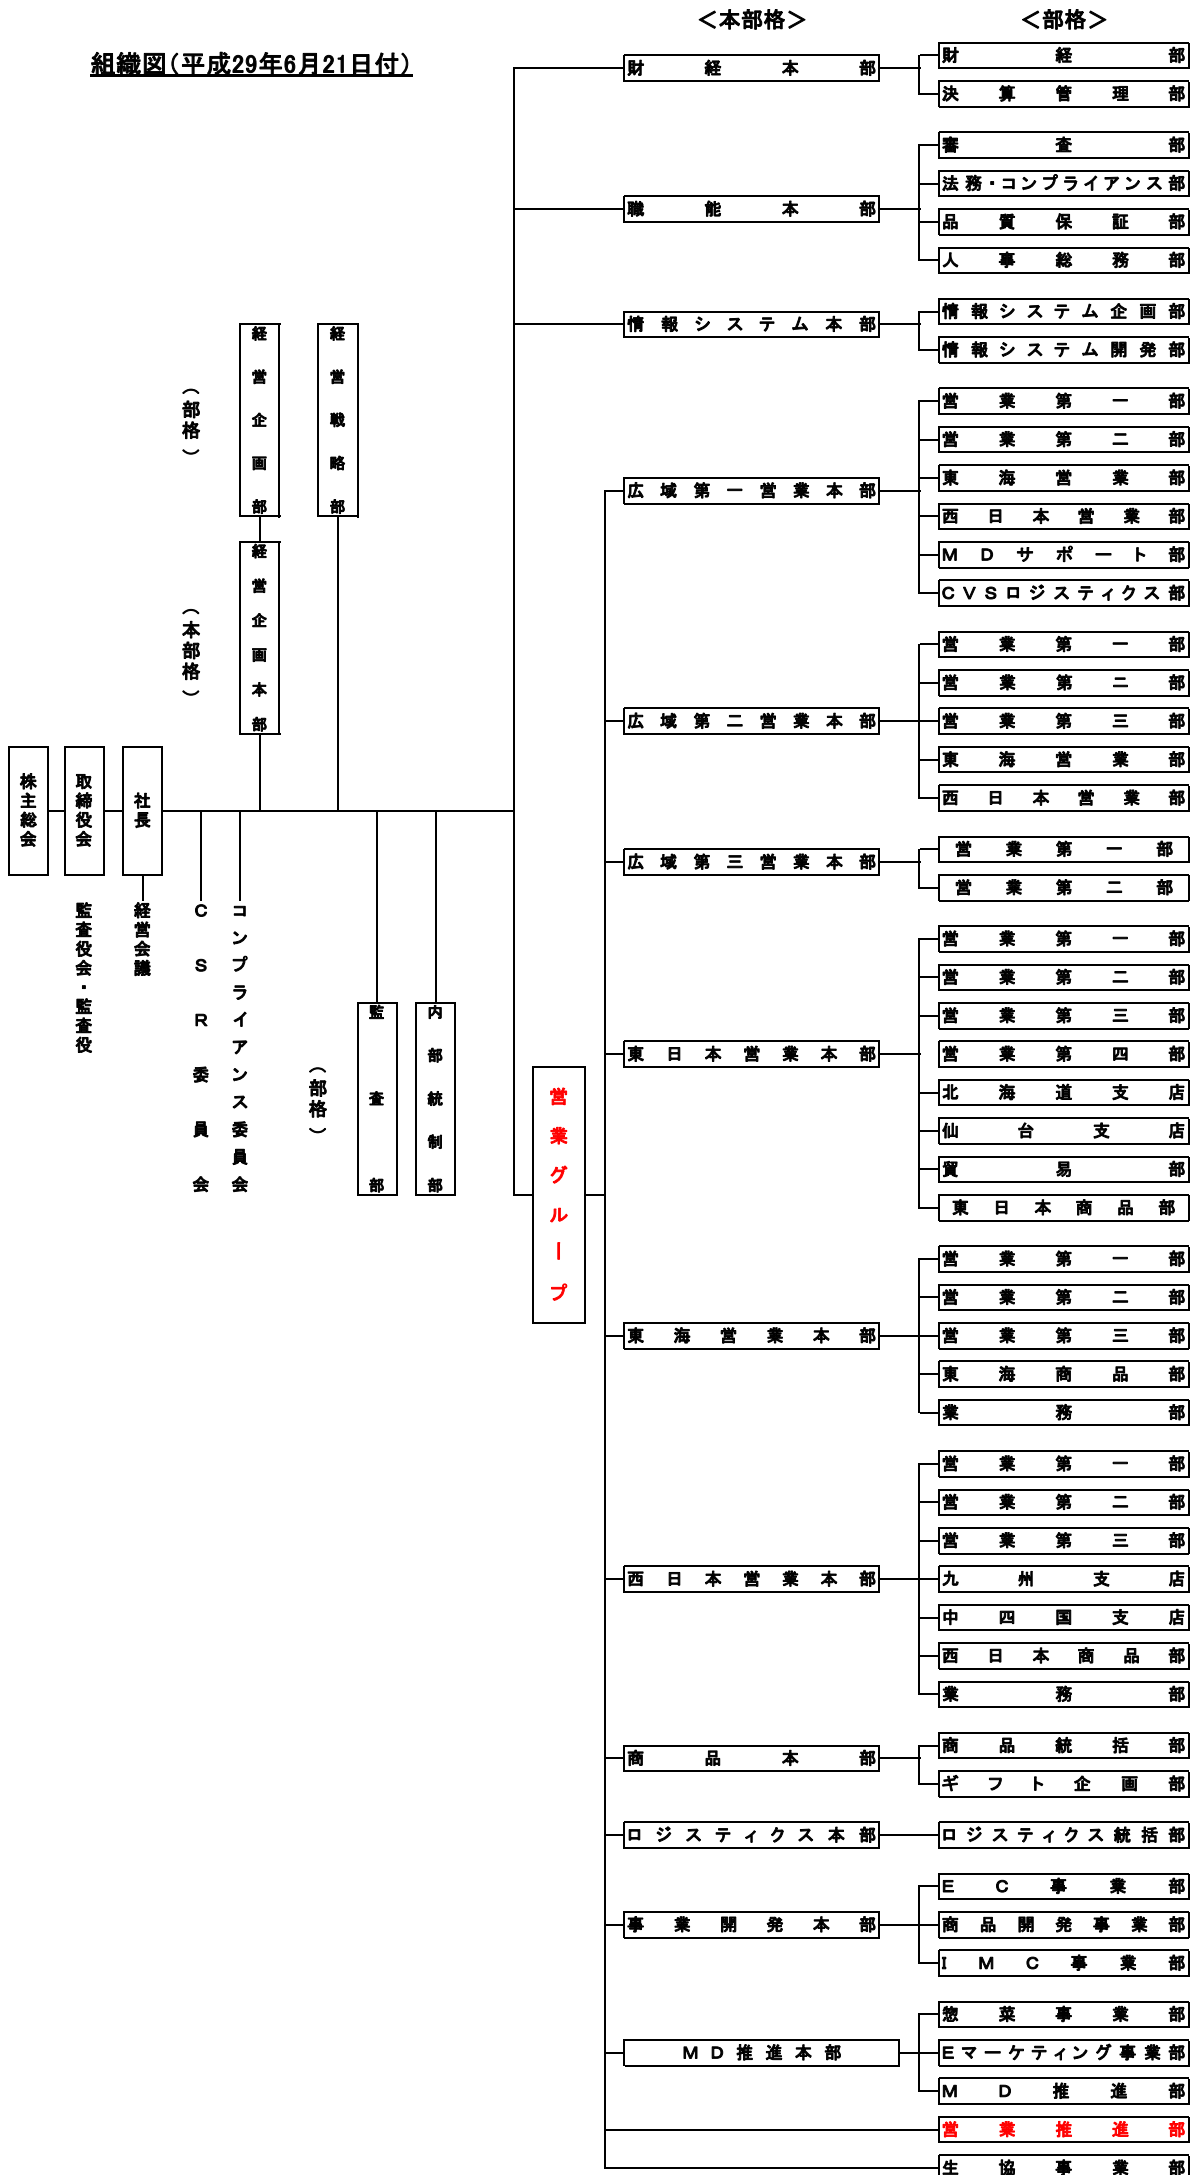 ＜本部格＞
＜部格＞
組織図（平成29年6月21日付）
財経本部
財経部
決算管理部
職能本部
審査部
法務・コンプライアンス部
品質保証部
人事総務部
情報システム本部
情報システム企画部
情報システム開発部
広域第一営業本部
営業第一部
営業第二部
東海営業部
西日本営業部
ＭＤサポート部
ＣＶＳロジスティクス部
広域第二営業本部
営業第一部
営業第二部
営業第三部
東海営業部
西日本営業部
広域第三営業本部
営業第一部
営業第二部
東日本営業本部
営業第一部
営業第二部
営業第三部
営業第四部
北海道支店
仙台支店
貿易部
東日本商品部
東海営業本部
営業第一部
営業第二部
営業第三部
東海商品部
業務部
西日本営業本部
営業第一部
営業第二部
営業第三部
九州支店
中四国支店
西日本商品部
業務部
商品本部
商品統括部
ギフト企画部
ロジスティクス本部
ロジスティクス統括部
事業開発本部
ＥＣ事業部
商品開発事業部
ＩＭＣ事業部
ＭＤ推進本部
惣菜事業部
Ｅマーケティング事業部
ＭＤ推進部
営業推進部
生協事業部
（部格）
経営企画部
経営戦略部
（本部格）
経営企画本部
株主総会
取締役会
社長
監査役会・監査役
経営会議
ＣＳＲ委員会
コンプライアンス委員会
（部格）
監査部
内部統制部
営業グループ